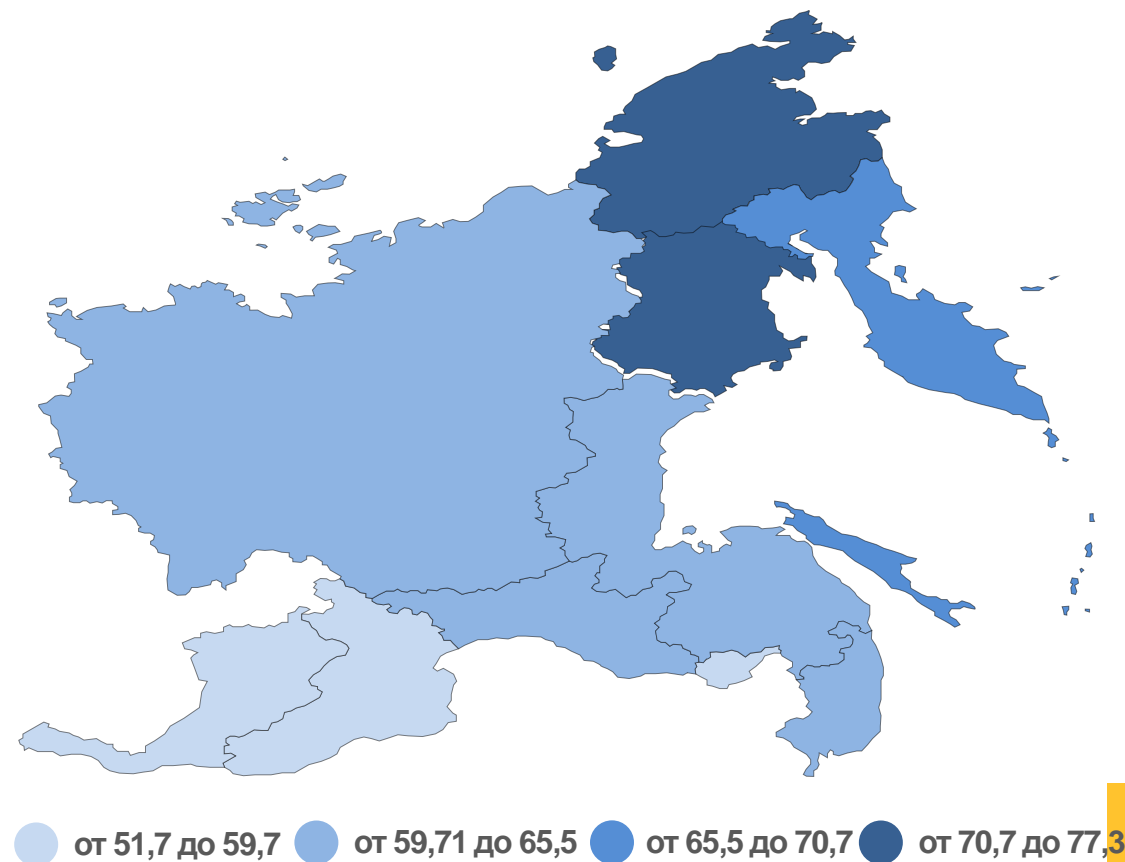 от 51,7 до 59,7 от 59,71 до 65,5 от 65,5 до 70,7 от 70,7 до 77,3